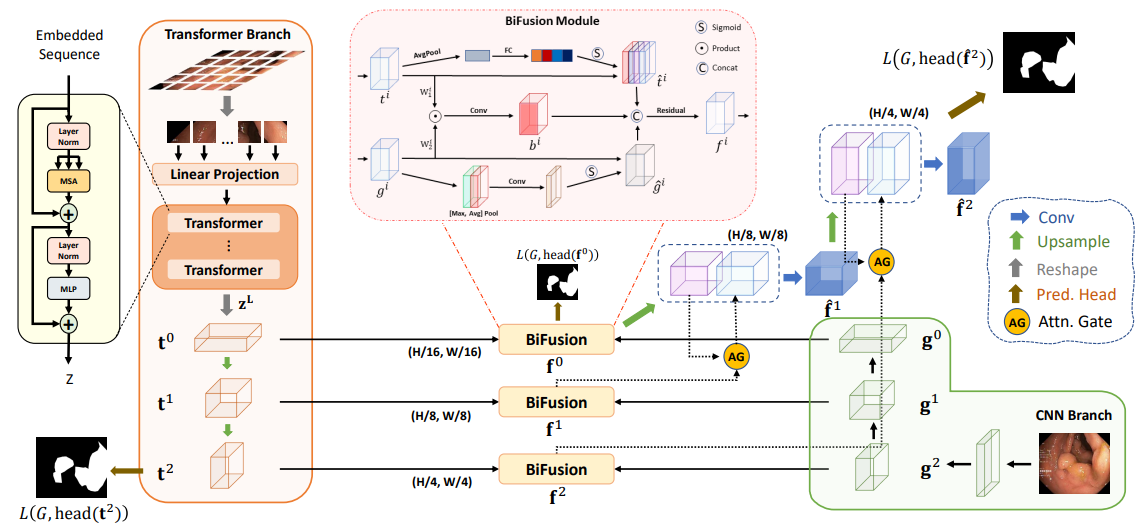 Embedded
Sequence
Layer
Norm
MSA
+
Layer
Norm
MLP
+
Z
Transformer Branch
...
Linear Projection
Transformer
⋮
Transformer
z^L
t^0
t^1
t^2
L(G, head(t^2))
BiFusion Module
AvgPool
FC
S
t^i
W_1^i
t̂^i
Conv
b^i
C
Residual
f^i
W_2^i
g^i
[Max, Avg] Pool
Conv
S
ĝ^i
S Sigmoid
Product
C Concat
L(G, head(f^0))
(H/16, W/16)
BiFusion
f^0
(H/8, W/8)
BiFusion
f^1
(H/4, W/4)
BiFusion
f^2
(H/8, W/8)
AG
f̂^1
(H/4, W/4)
AG
f̂^2
L(G, head(f̂^2))
Conv
Upsample
Reshape
Pred. Head
AG Attn. Gate
g^0
g^1
CNN Branch
g^2